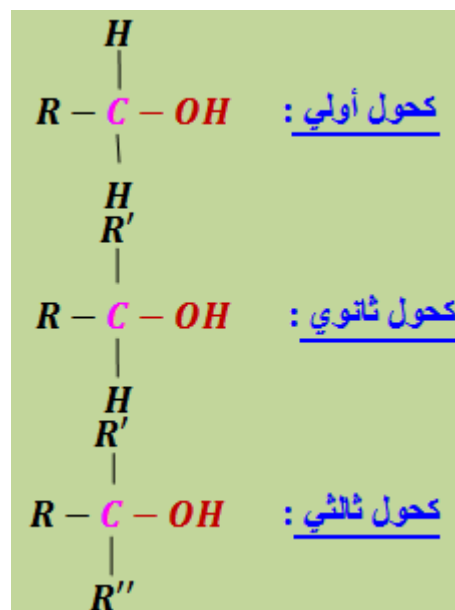 H
كحول أولي : R – C – OH
H
R′
كحول ثانوي : R – C – OH
H
R′
كحول ثالثي : R – C – OH
R′′